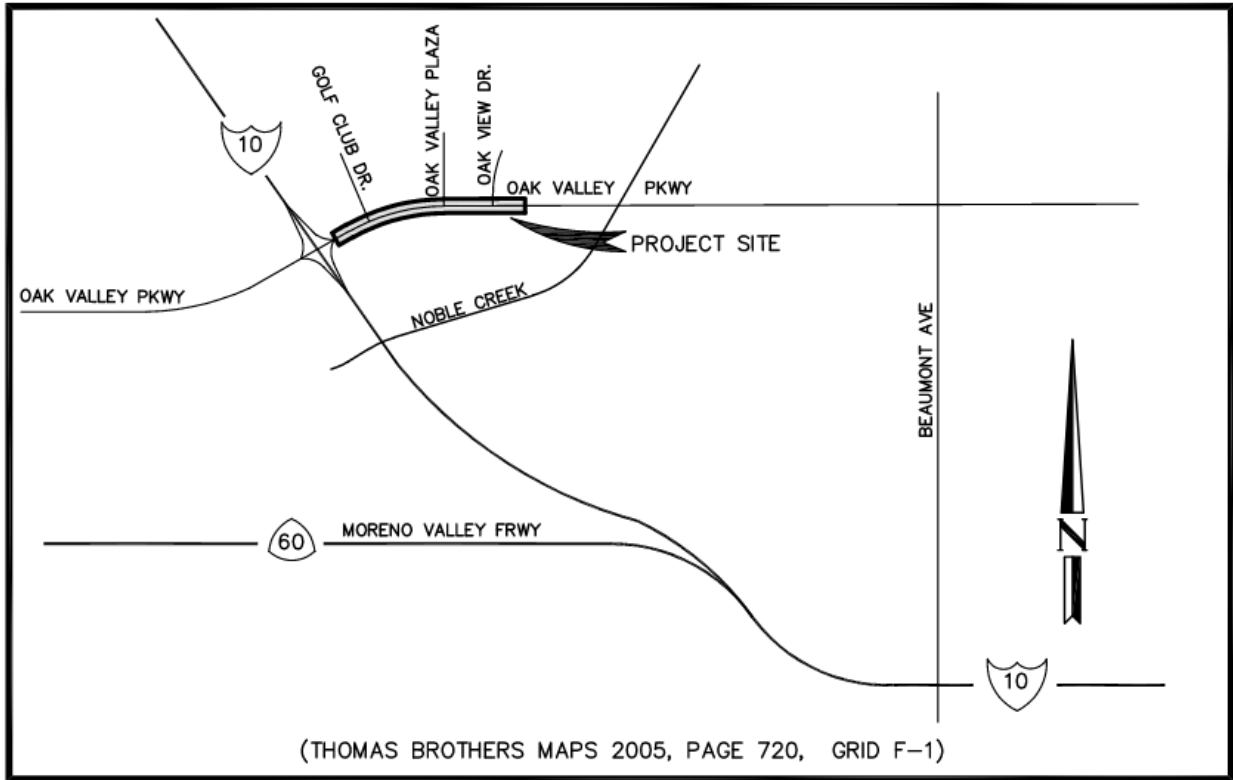 10
GOLF CLUB DR.
OAK VALLEY PLAZA
OAK VIEW DR.
OAK VALLEY PKWY
PROJECT SITE
OAK VALLEY PKWY
NOBLE CREEK
BEAUMONT AVE
60
MORENO VALLEY FRWY
N
10
(THOMAS BROTHERS MAPS 2005, PAGE 720, GRID F-1)